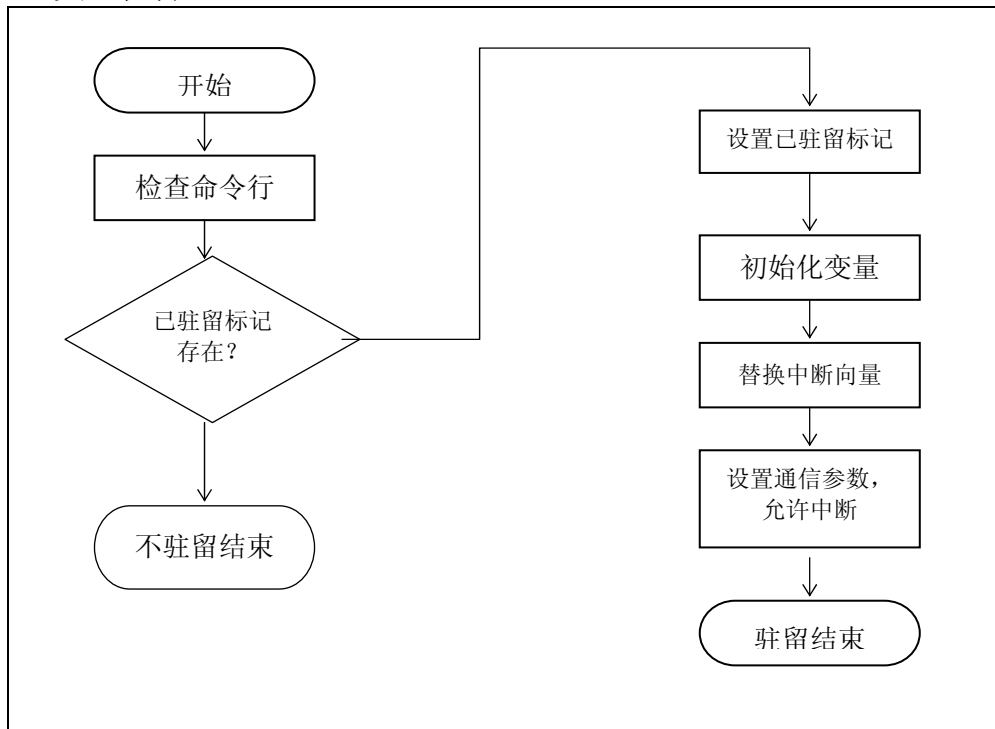 开始
检查命令行
已驻留标记
存在?
不驻留结束
设置已驻留标记
初始化变量
替换中断向量
设置通信参数,
允许中断
驻留结束